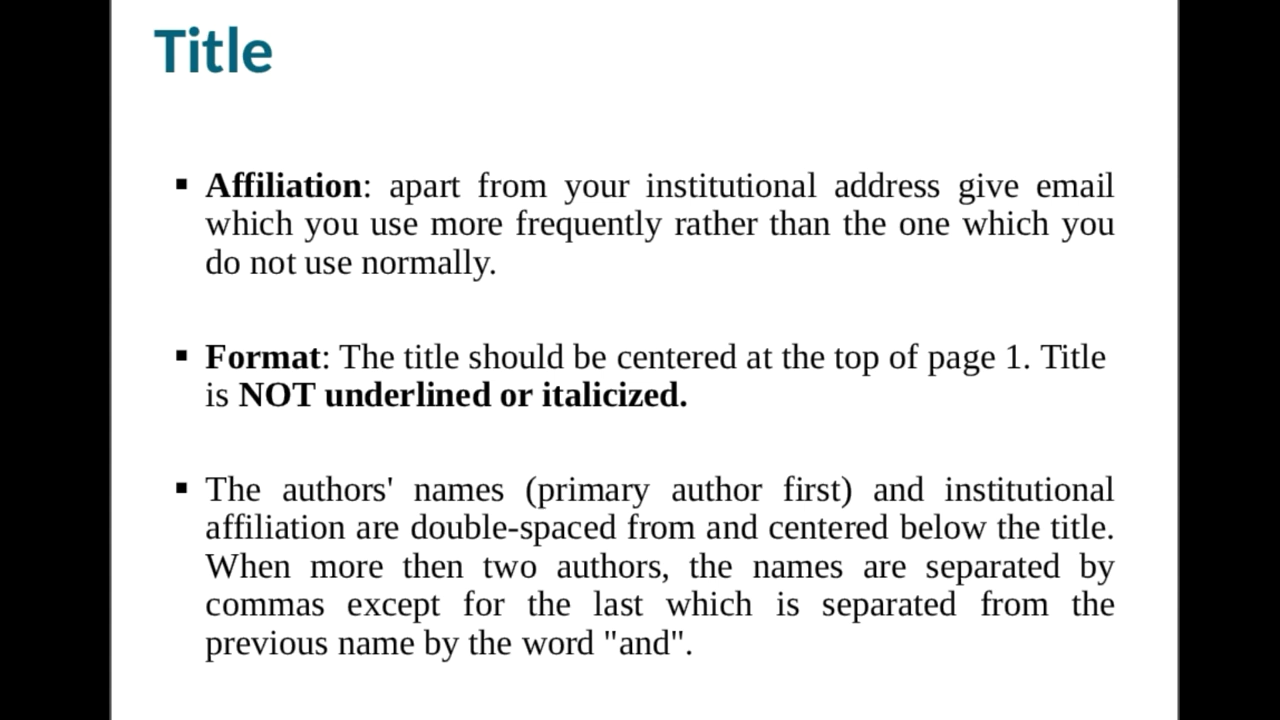 Title
▪ Affiliation: apart from your institutional address give email
which you use more frequently rather than the one which you
do not use normally.
▪ Format: The title should be centered at the top of page 1. Title
is NOT underlined or italicized.
▪ The authors' names (primary author first) and institutional
affiliation are double-spaced from and centered below the title.
When more then two authors, the names are separated by
commas except for the last which is separated from the
previous name by the word "and".